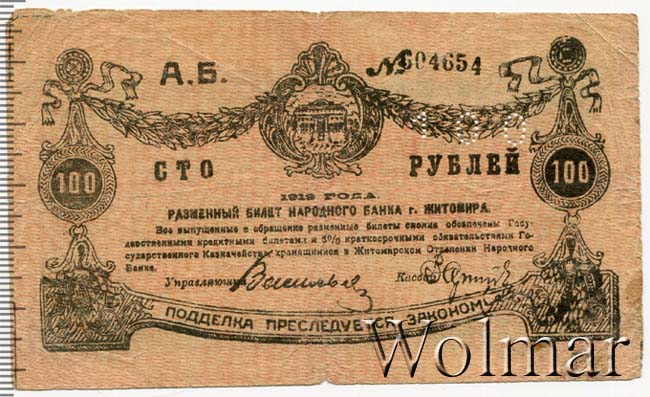 А.Б. № 604654
СТО РУБЛЕЙ
100 100
1919 ГОДА.
РАЗМЕННЫЙ БИЛЕТ НАРОДНОГО БАНКА г. ЖИТОМИРА.
Все выпущенные в обращение разменные билеты сполна обеспечены Госу-
дарственными кредитными билетами и 5% краткосрочными обязательствами Го-
сударственного Казначейства хранящимися в Житомирском Отделении Народного
Банка.
Управляющий Кассир
ПОДДЕЛКА ПРЕСЛЕДУЕТСЯ ЗАКОНОМ
Wolmar